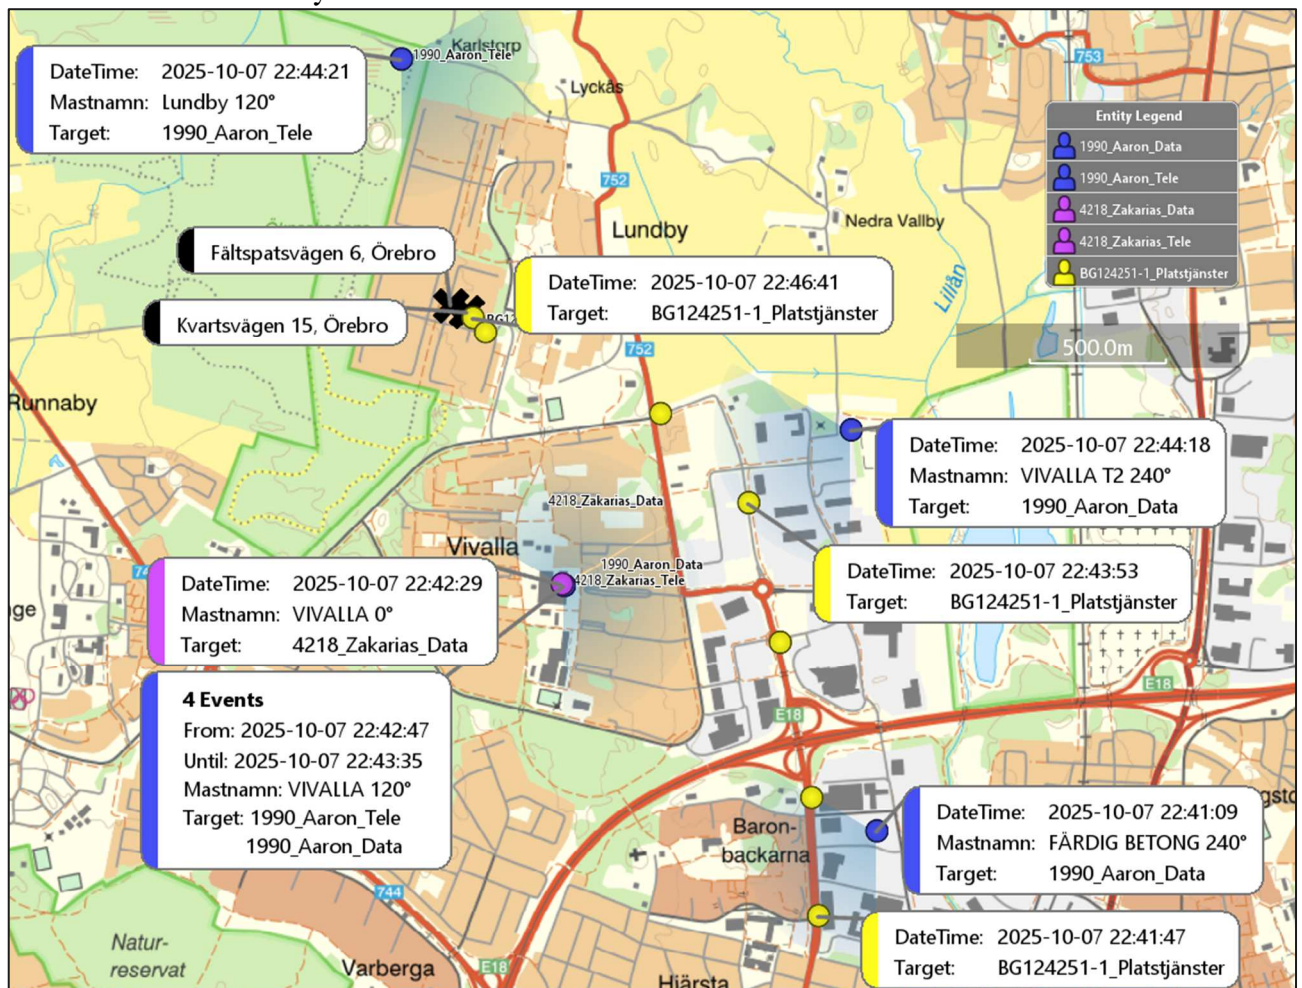 Karlstorp
1990_Aaron_Tele
DateTime: 2025-10-07 22:44:21
Mastnamn: Lundby 120°
Target: 1990_Aaron_Tele
Lyckås
753
Entity Legend
1990_Aaron_Data
1990_Aaron_Tele
4218_Zakarias_Data
4218_Zakarias_Tele
BG124251-1_Platstjänster
752
Lundby
Nedra Vallby
Lillån
Fältspatsvägen 6, Örebro
DateTime: 2025-10-07 22:46:41
Target: BG124251-1_Platstjänster
Kvartsvägen 15, Örebro
BG12
752
500.0m
Runnaby
DateTime: 2025-10-07 22:44:18
Mastnamn: VIVALLA T2 240°
Target: 1990_Aaron_Data
4218_Zakarias_Data
Vivalla
1990_Aaron_Data
4218_Zakarias_Tele
DateTime: 2025-10-07 22:42:29
Mastnamn: VIVALLA 0°
Target: 4218_Zakarias_Data
DateTime: 2025-10-07 22:43:53
Target: BG124251-1_Platstjänster
4 Events
From: 2025-10-07 22:42:47
Until: 2025-10-07 22:43:35
Mastnamn: VIVALLA 120°
Target: 1990_Aaron_Tele
1990_Aaron_Data
E18
E18
Baron-
backarna
DateTime: 2025-10-07 22:41:09
Mastnamn: FÄRDIG BETONG 240°
Target: 1990_Aaron_Data
744
DateTime: 2025-10-07 22:41:47
Target: BG124251-1_Platstjänster
Natur-
reservat
Varberga
E18
Hjärsta